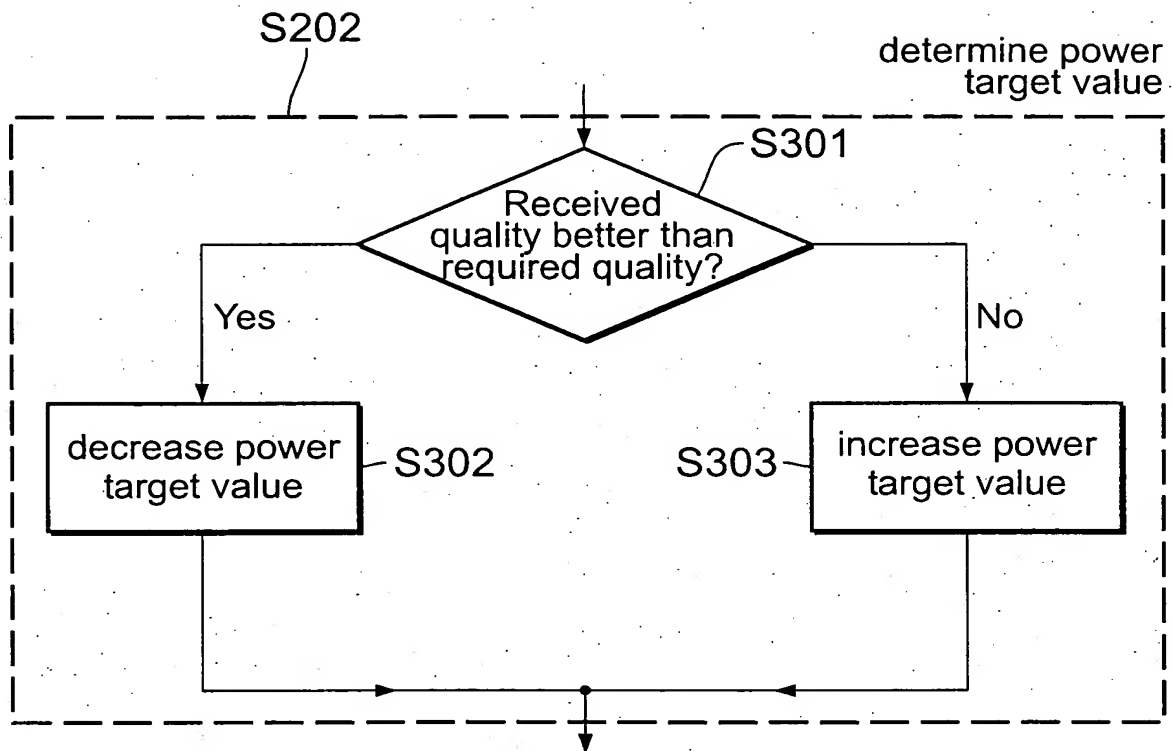 S202
determine power
target value
S301
Received
quality better than
required quality?
Yes
No
decrease power
target value
S302
S303
increase power
target value